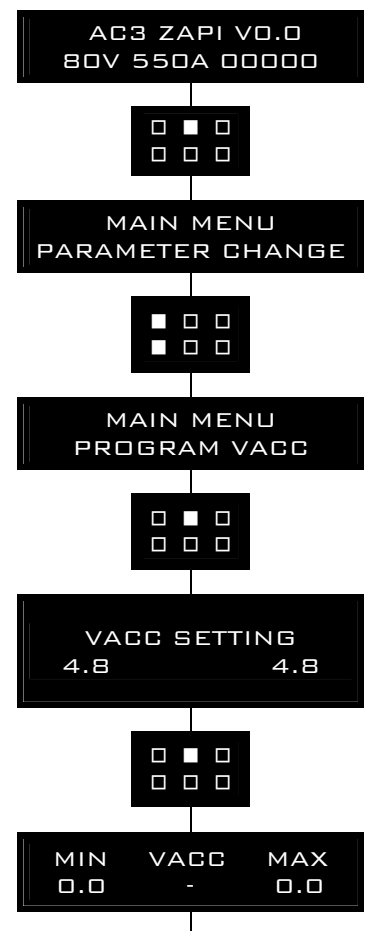 AC3 ZAPI V0.0
80V 550A 00000
MAIN MENU
PARAMETER CHANGE
MAIN MENU
PROGRAM VACC
VACC SETTING
4.8 4.8
MIN VACC MAX
0.0 - 0.0